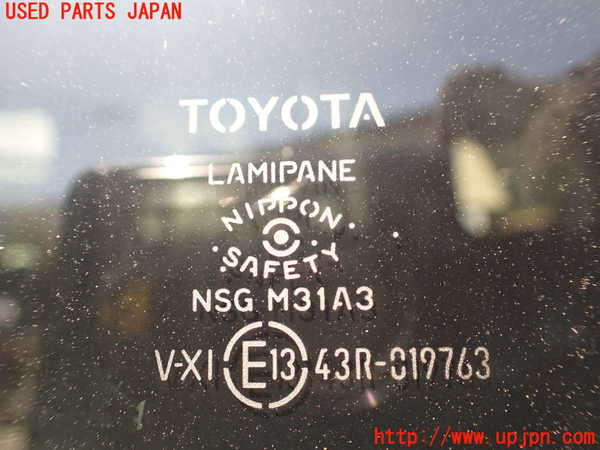 USED PARTS JAPAN
TOYOTA
LAMIPANE
NIPPON
SAFETY
NSG M31A3
V-XI E13 43R-019763
http://www.upjpn.com/